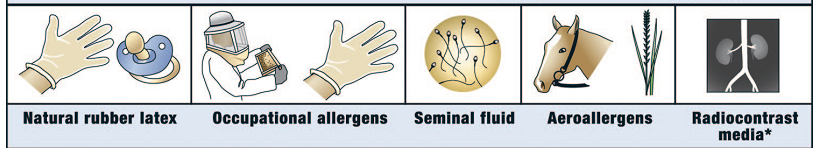 Natural rubber latex
Occupational allergens
Seminal fluid
Aeroallergens
Radiocontrast
media*